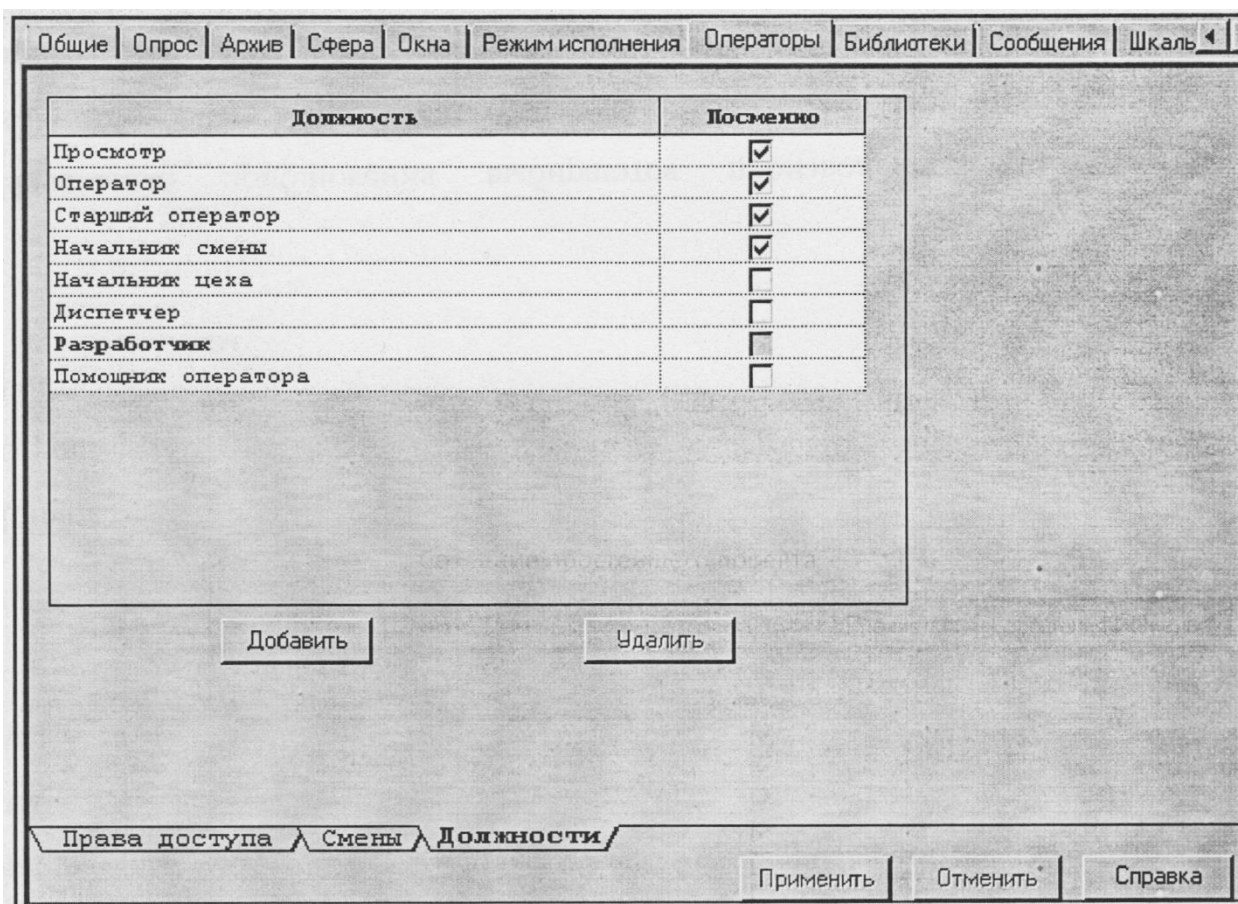 Общие Опрос Архив Сфера Окна Режим исполнения Операторы Библиотеки Сообщения Шкалы
Должность Посменно
Просмотр
Оператор
Старший оператор
Начальник смены
Начальник цеха
Диспетчер
Разработчик
Помощник оператора
Добавить Удалить
Права доступа Смены Должности
Применить Отменить Справка